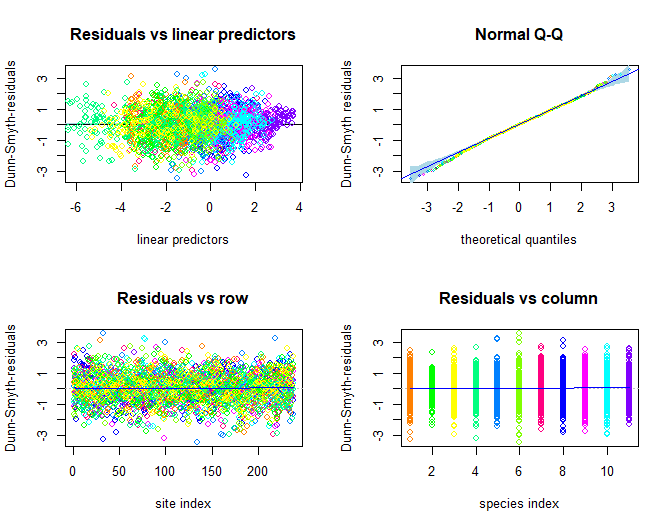 Residuals vs linear predictors
Dunn-Smyth-residuals
3
1
-1
-3
-6 -4 -2 0 2 4
linear predictors
Normal Q-Q
Dunn-Smyth-residuals
3
1
-1
-3
-3 -2 -1 0 1 2 3
theoretical quantiles
Residuals vs row
Dunn-Smyth-residuals
3
1
-1
-3
0 50 100 150 200
site index
Residuals vs column
Dunn-Smyth-residuals
3
1
-1
-3
2 4 6 8 10
species index